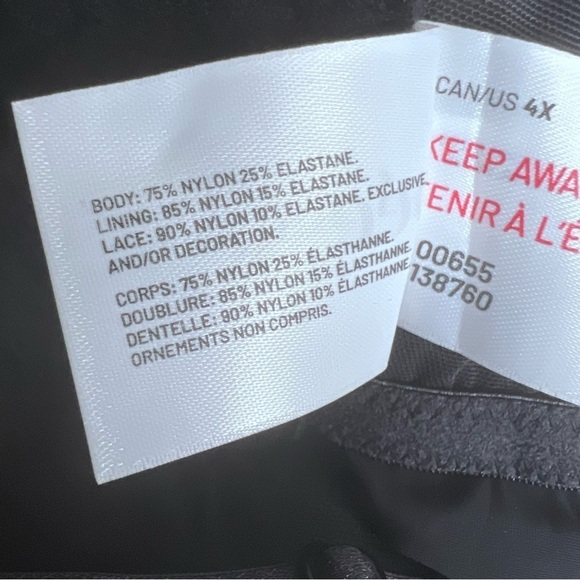 BODY: 75% NYLON 25% ELASTANE.
LINING: 85% NYLON 15% ELASTANE.
LACE: 90% NYLON 10% ELASTANE. EXCLUSIVE
AND/OR DECORATION.
CORPS: 75% NYLON 25% ÉLASTHANNE.
DOUBLURE: 85% NYLON 15% ÉLASTHANNE.
DENTELLE: 90% NYLON 10% ÉLASTHANNE
ORNEMENTS NON COMPRIS.
CAN/US 4X
KEEP AWA
ENIR À L'É
00655
138760